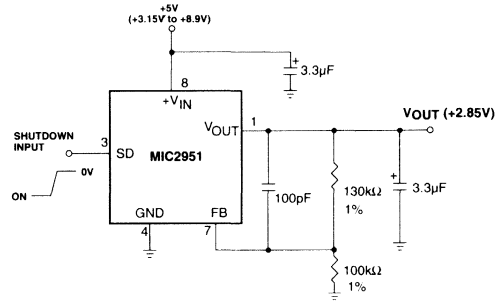 +5V
(+3.15V to +8.9V)
+
3.3µF
8
+VIN
VOUT
1
VOUT (+2.85V)
SHUTDOWN
INPUT
3
SD
MIC2951
ON
0V
100pF
130kΩ
1%
+
3.3µF
GND
FB
4
7
100kΩ
1%